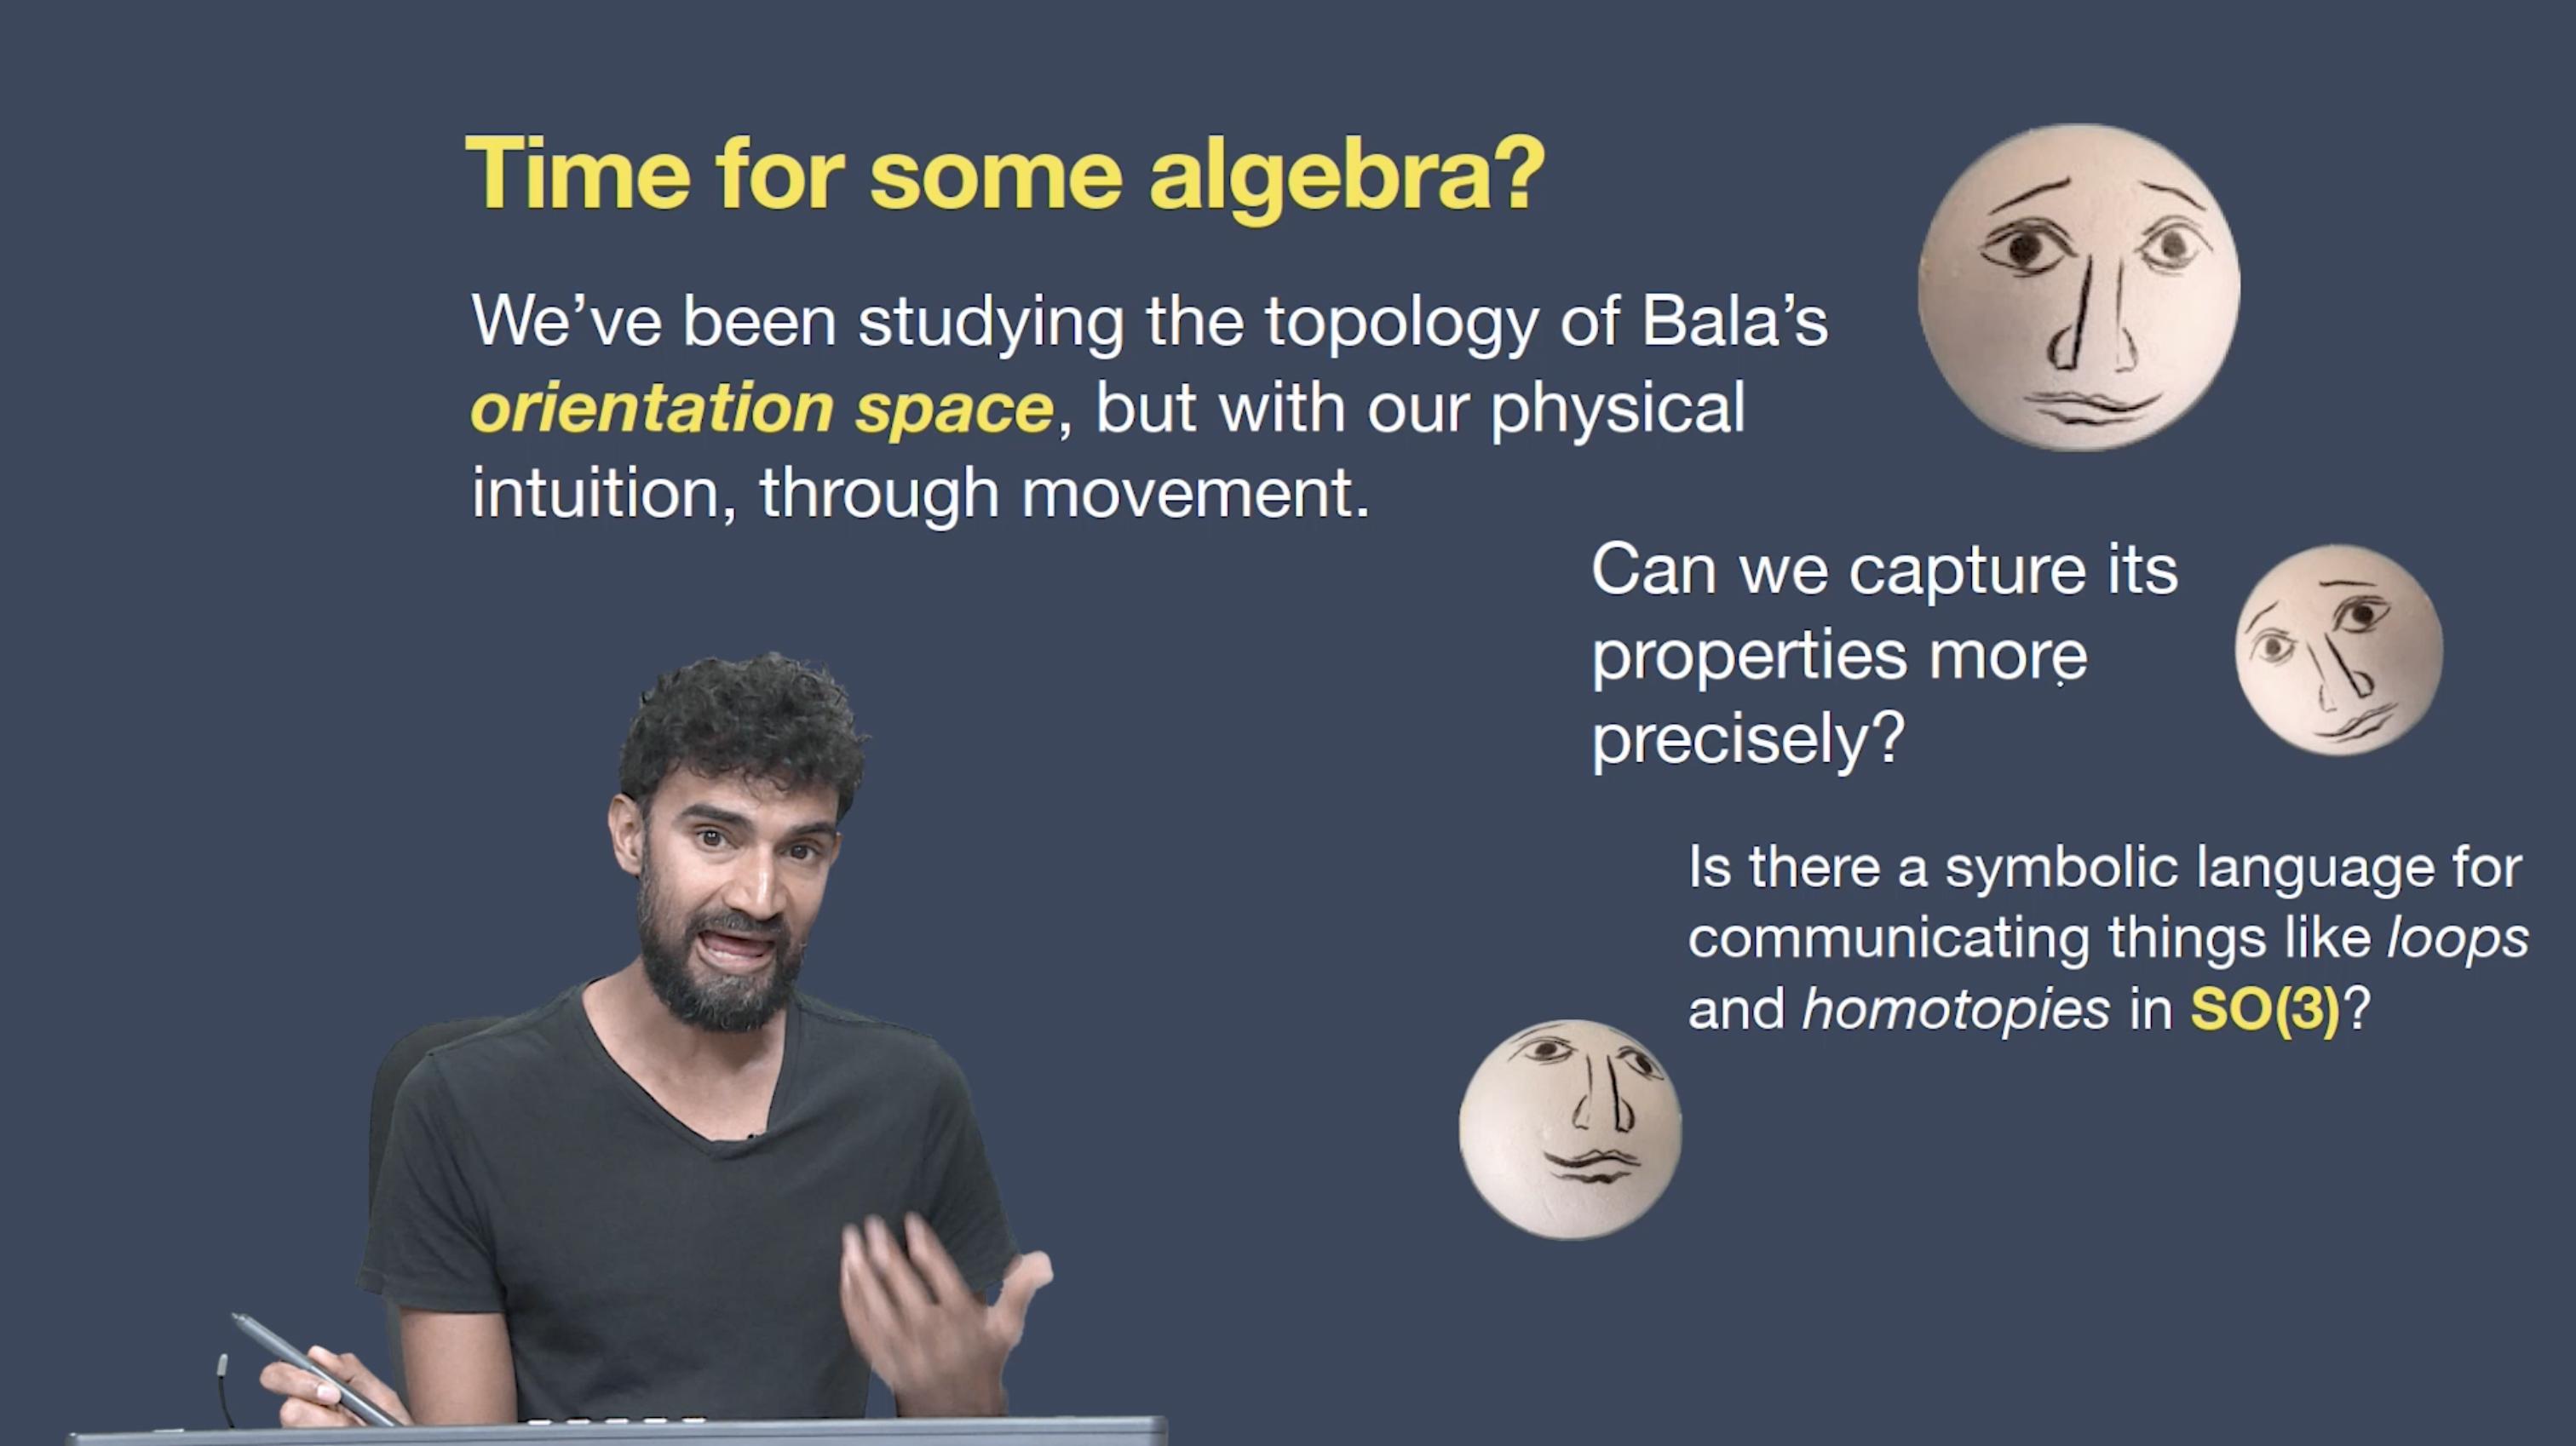 Time for some algebra?
We’ve been studying the topology of Bala’s
orientation space, but with our physical
intuition, through movement.
Can we capture its
properties more
precisely?
Is there a symbolic language for
communicating things like loops
and homotopies in SO(3)?